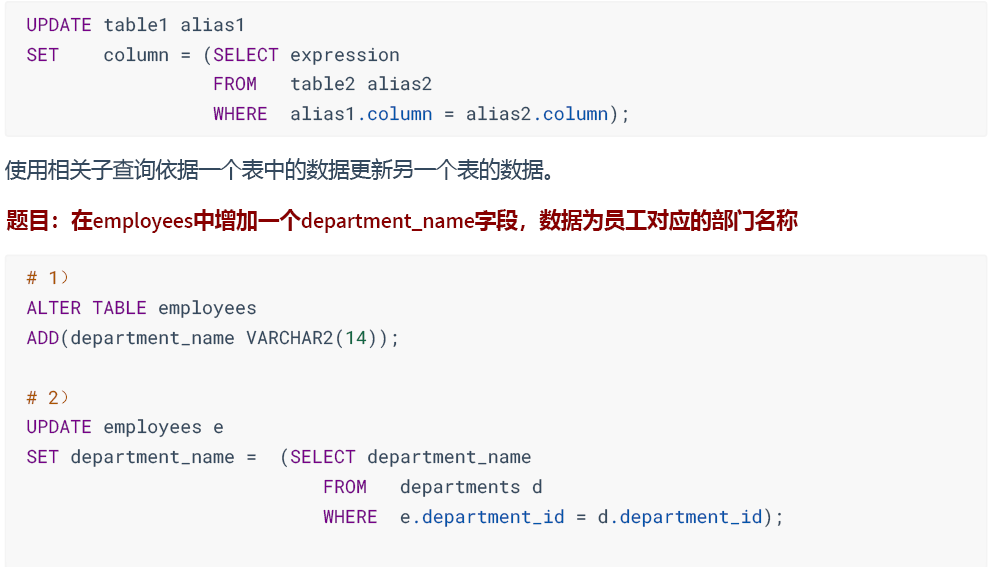 UPDATE table1 alias1
SET column = (SELECT expression
FROM table2 alias2
WHERE alias1.column = alias2.column);
使用相关子查询依据一个表中的数据更新另一个表的数据。
题目：在employees中增加一个department_name字段，数据为员工对应的部门名称
# 1）
ALTER TABLE employees
ADD(department_name VARCHAR2(14));
# 2）
UPDATE employees e
SET department_name = (SELECT department_name
FROM departments d
WHERE e.department_id = d.department_id);